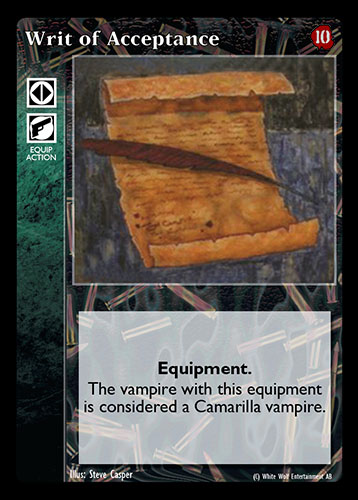 Writ of Acceptance
10
EQUIP
ACTION
Equipment.
The vampire with this equipment
is considered a Camarilla vampire.
Illus: Steve Casper
(C) White Wolf Entertainment AB